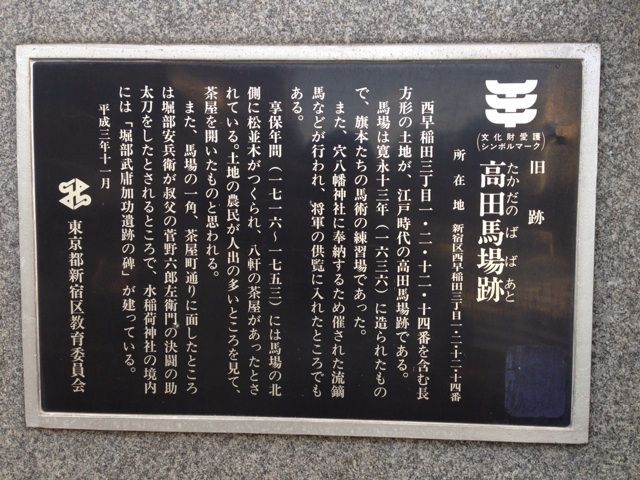 文化財愛護
シンボルマーク
旧跡
たかだのばばあと
高田馬場跡
所在地 新宿区西早稲田三丁目一・二・十二・十四番
西早稲田三丁目一・二・十二・十四番を含む長
方形の土地が、江戸時代の高田馬場跡である。
馬場は寛永十三年(一六三六)に造られたもの
で、旗本たちの馬術の練習場であった。
また、穴八幡神社に奉納するため催された流鏑
馬などが行われ、将軍の供覧に入れたところでも
ある。
享保年間(一七一六〜一七五三)には馬場の北
側に松並木がつくられ、八軒の茶屋があったとさ
れている。土地の農民が人出の多いところを見て、
茶屋を開いたものと思われる。
また、馬場の一角、茶屋町通りに面したところ
は堀部安兵衛が叔父の菅野六郎左衛門の決闘の助
太刀をしたとされるところで、水稲荷神社の境内
には「堀部武庸加功遺跡の碑」が建っている。
平成三年十一月
東京都新宿区教育委員会